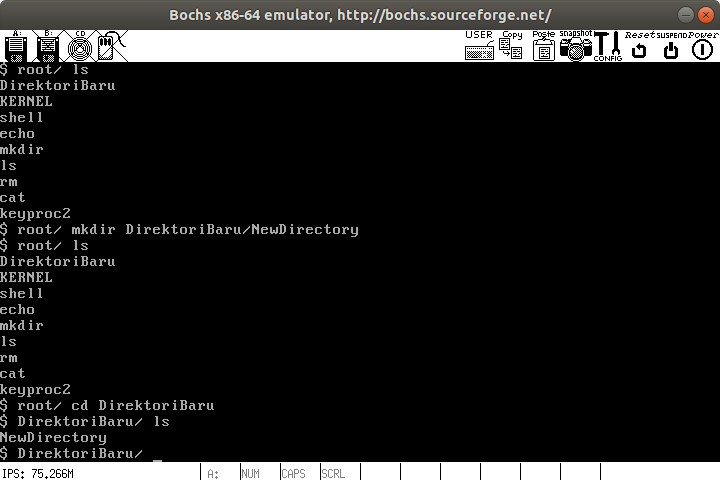 Bochs x86-64 emulator, http://bochs.sourceforge.net/
A: B: CD USER Copy Paste snapshot CONFIG Reset SUSPEND Power
$ root/ ls
DirektoriBaru
KERNEL
shell
echo
mkdir
ls
rm
cat
keyproc2
$ root/ mkdir DirektoriBaru/NewDirectory
$ root/ ls
DirektoriBaru
KERNEL
shell
echo
mkdir
ls
rm
cat
keyproc2
$ root/ cd DirektoriBaru
$ DirektoriBaru/ ls
NewDirectory
$ DirektoriBaru/ _
IPS: 75.266M A: NUM CAPS SCRL